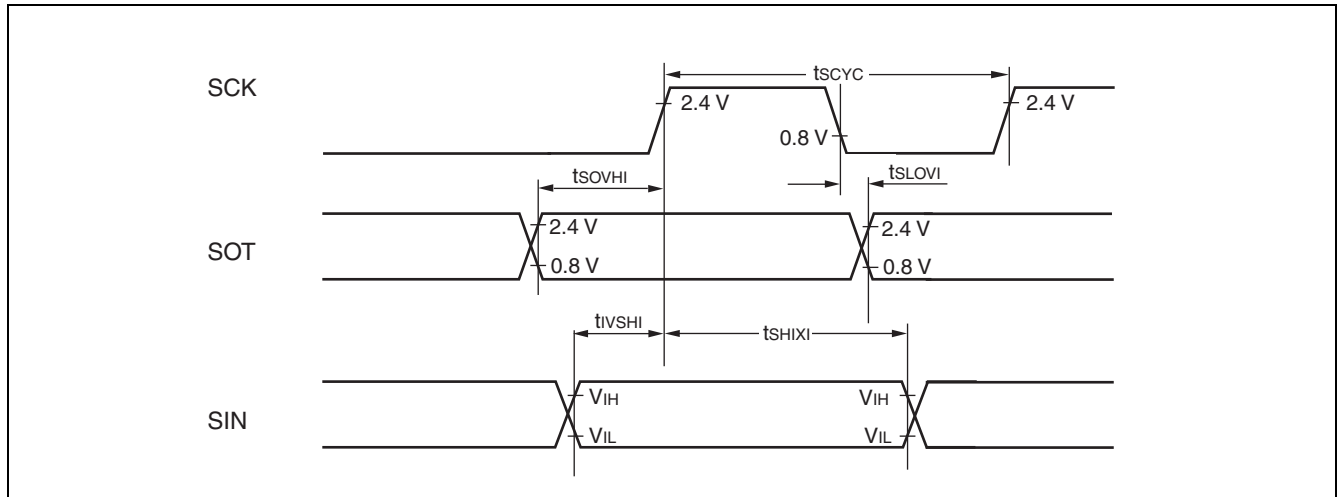 SCK
tSCYC
2.4 V
0.8 V
2.4 V
tSOVHI
tSLOVI
SOT
2.4 V
0.8 V
2.4 V
0.8 V
tIVSHI
tSHIXI
SIN
VIH
VIL
VIH
VIL